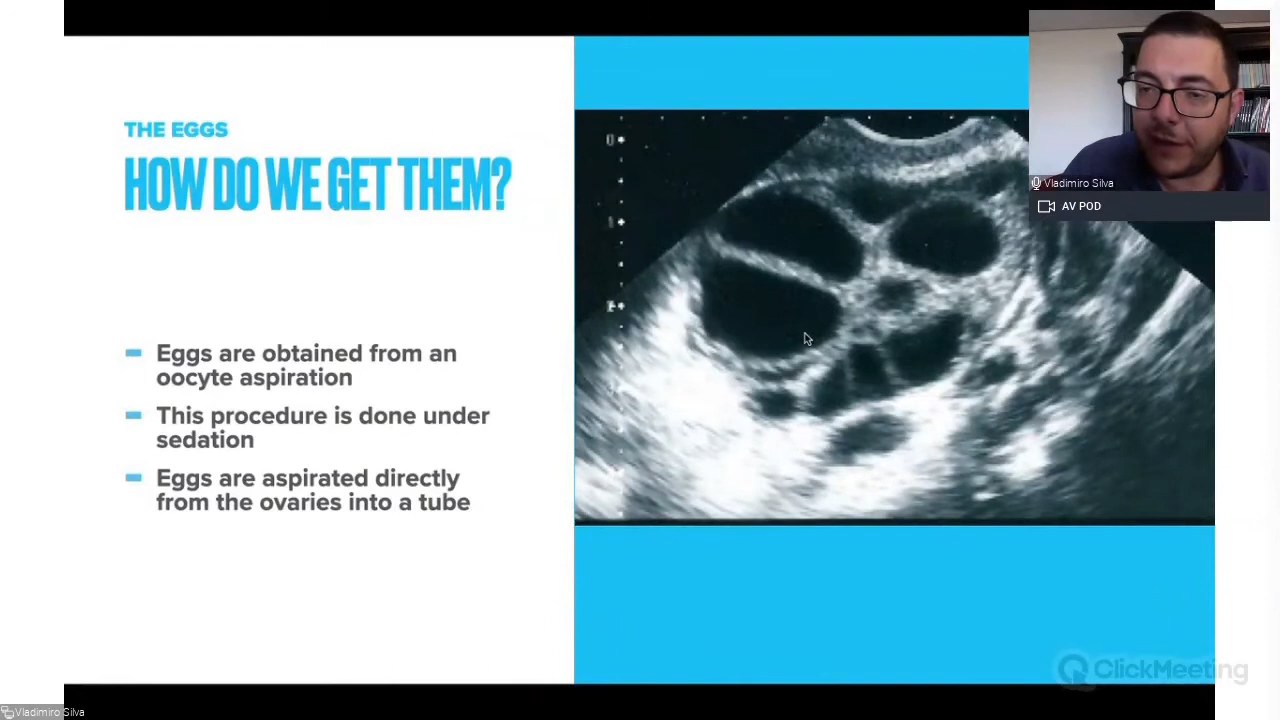 THE EGGS
HOW DO WE GET THEM?
Eggs are obtained from an
oocyte aspiration
This procedure is done under
sedation
Eggs are aspirated directly
from the ovaries into a tube
Vladimiro Silva
AV POD
ClickMeeting
Vladimiro Silva